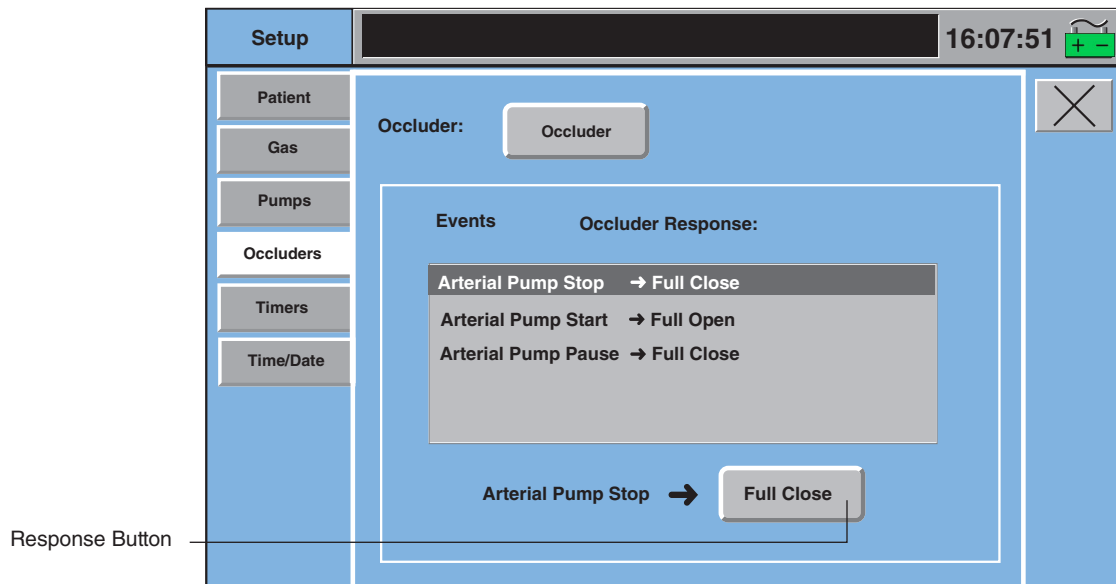 Setup
16:07:51
Patient
Gas
Pumps
Occluders
Timers
Time/Date
Occluder:
Occluder
Events
Occluder Response:
Arterial Pump Stop ➔ Full Close
Arterial Pump Start ➔ Full Open
Arterial Pump Pause ➔ Full Close
Arterial Pump Stop ➔ Full Close
Response Button